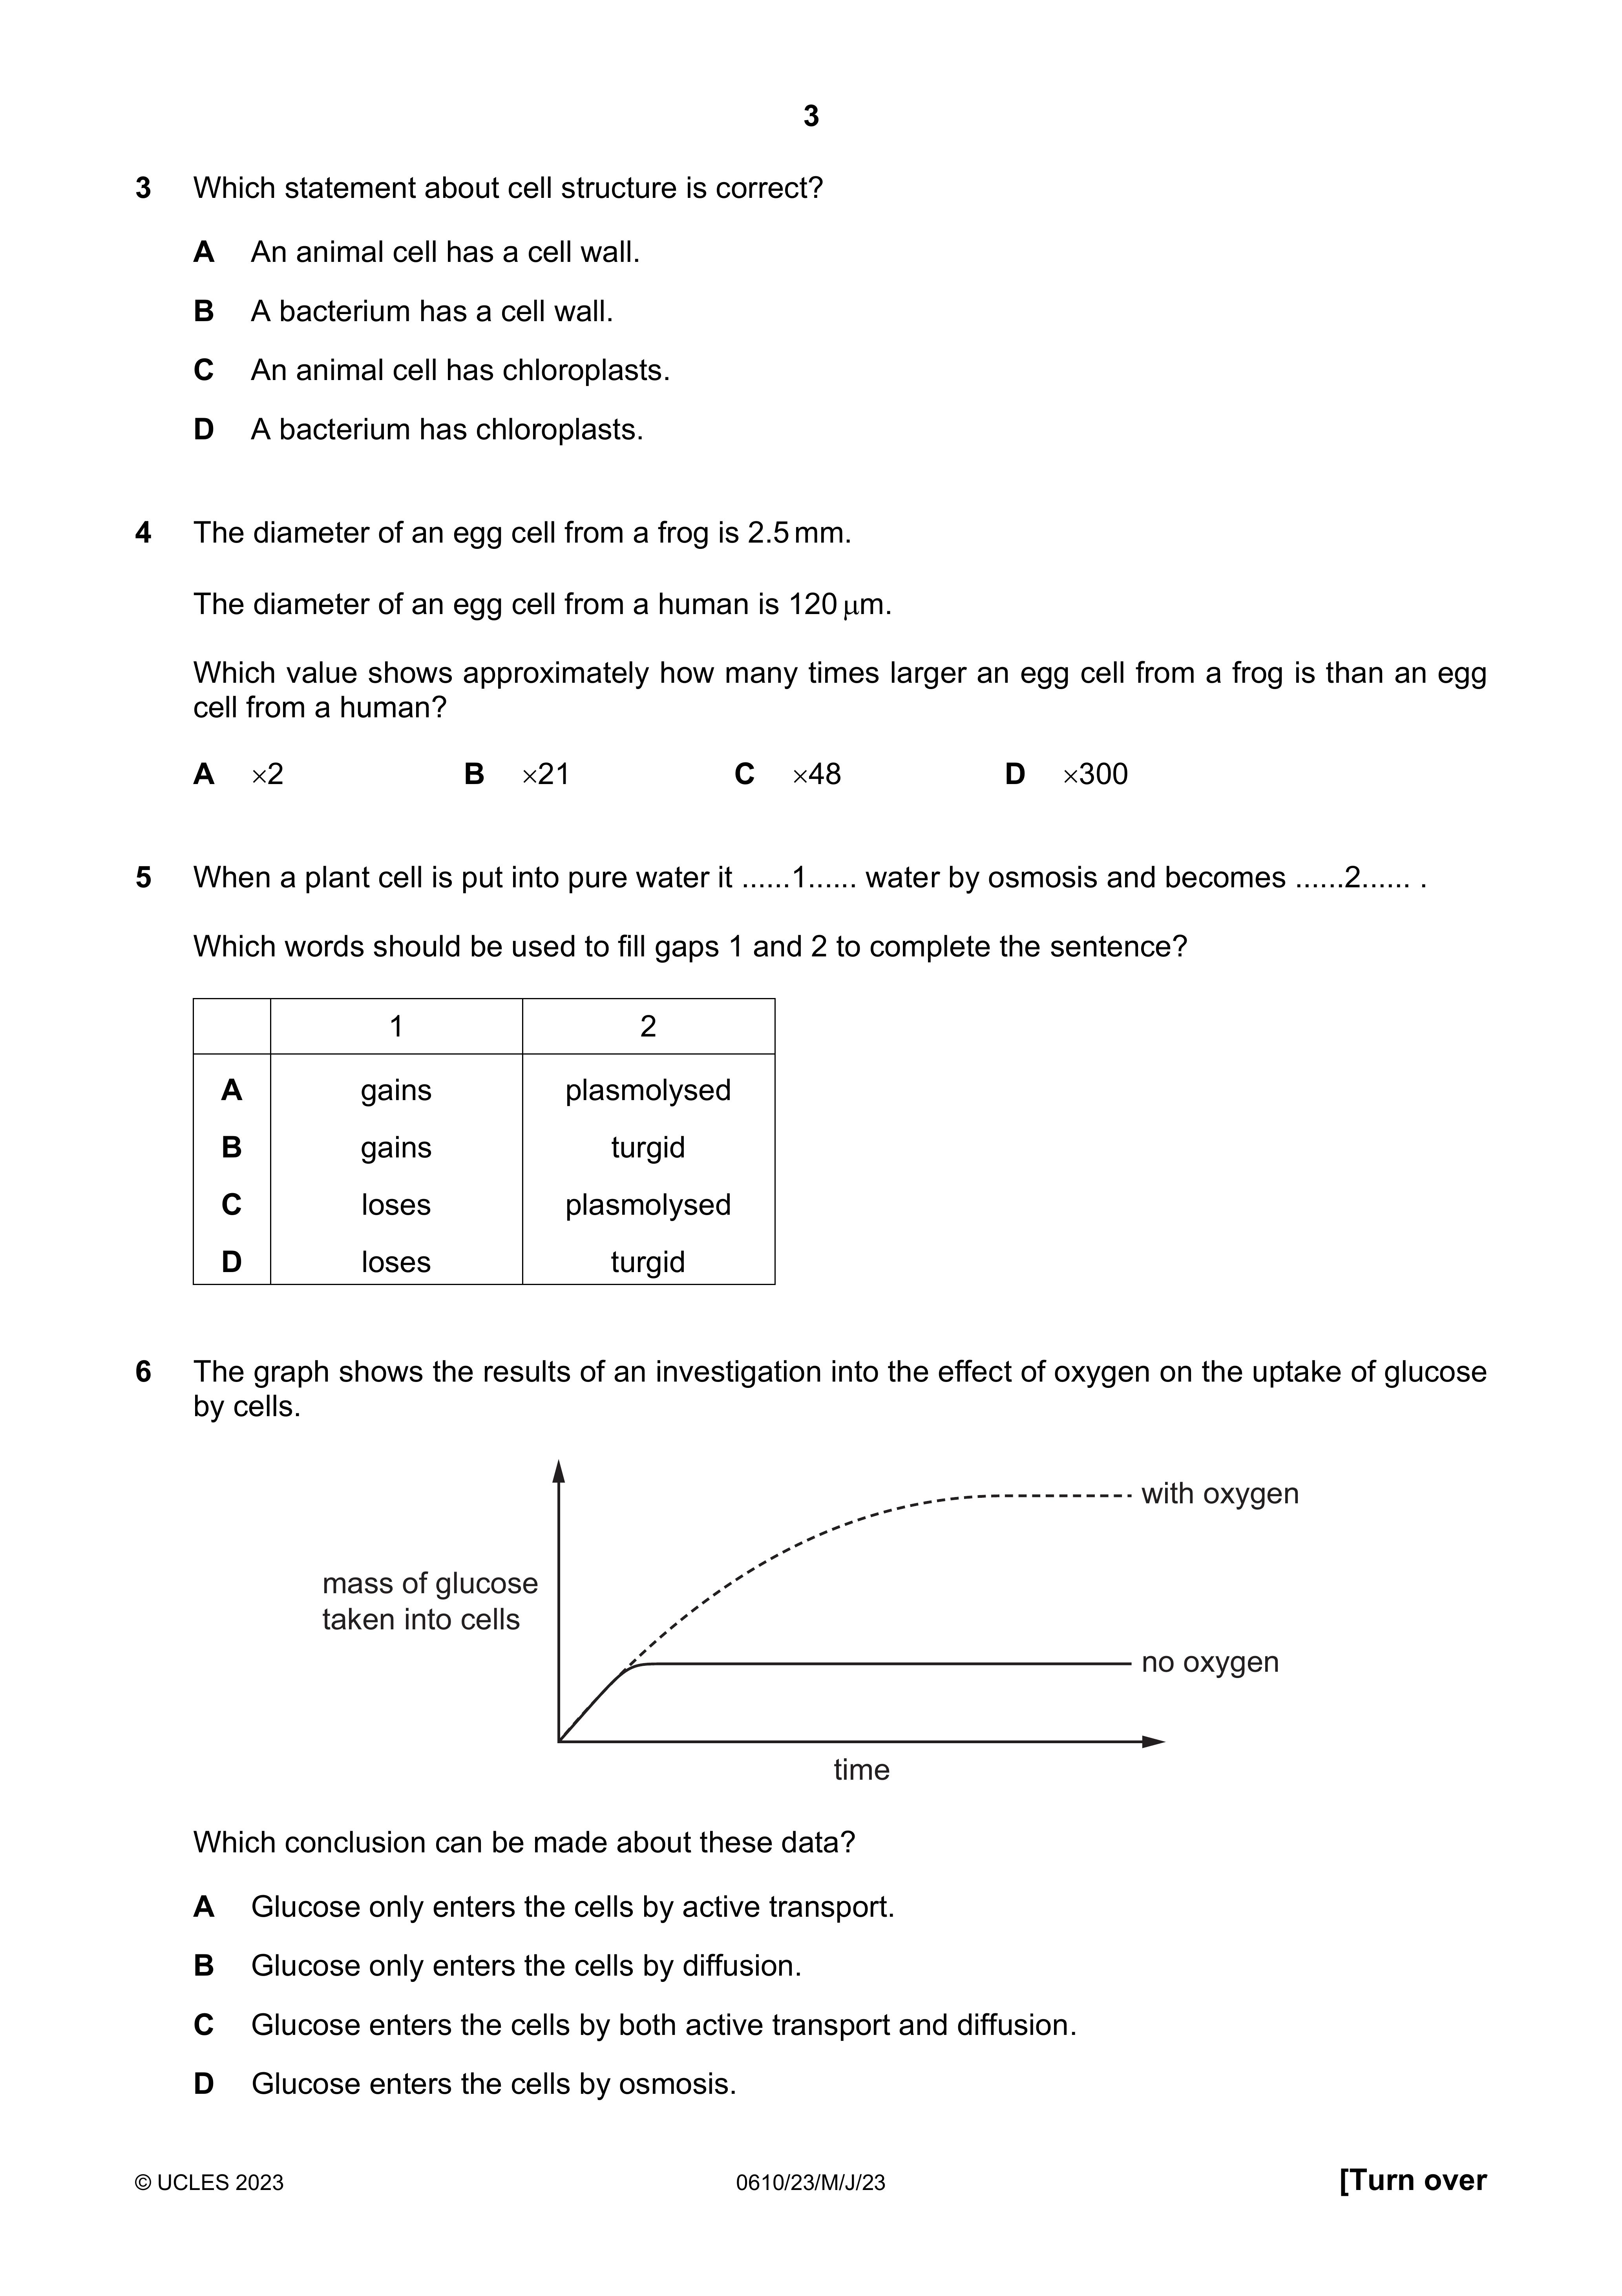 3
3 Which statement about cell structure is correct?
A An animal cell has a cell wall.
B A bacterium has a cell wall.
C An animal cell has chloroplasts.
D A bacterium has chloroplasts.
4 The diameter of an egg cell from a frog is 2.5 mm.
The diameter of an egg cell from a human is 120 μm.
Which value shows approximately how many times larger an egg cell from a frog is than an egg
cell from a human?
A ×2 B ×21 C ×48 D ×300
5 When a plant cell is put into pure water it ......1...... water by osmosis and becomes ......2...... .
Which words should be used to fill gaps 1 and 2 to complete the sentence?
1 2
A gains plasmolysed
B gains turgid
C loses plasmolysed
D loses turgid
6 The graph shows the results of an investigation into the effect of oxygen on the uptake of glucose
by cells.
with oxygen
mass of glucose
taken into cells
no oxygen
time
Which conclusion can be made about these data?
A Glucose only enters the cells by active transport.
B Glucose only enters the cells by diffusion.
C Glucose enters the cells by both active transport and diffusion.
D Glucose enters the cells by osmosis.
© UCLES 2023 0610/23/M/J/23 [Turn over